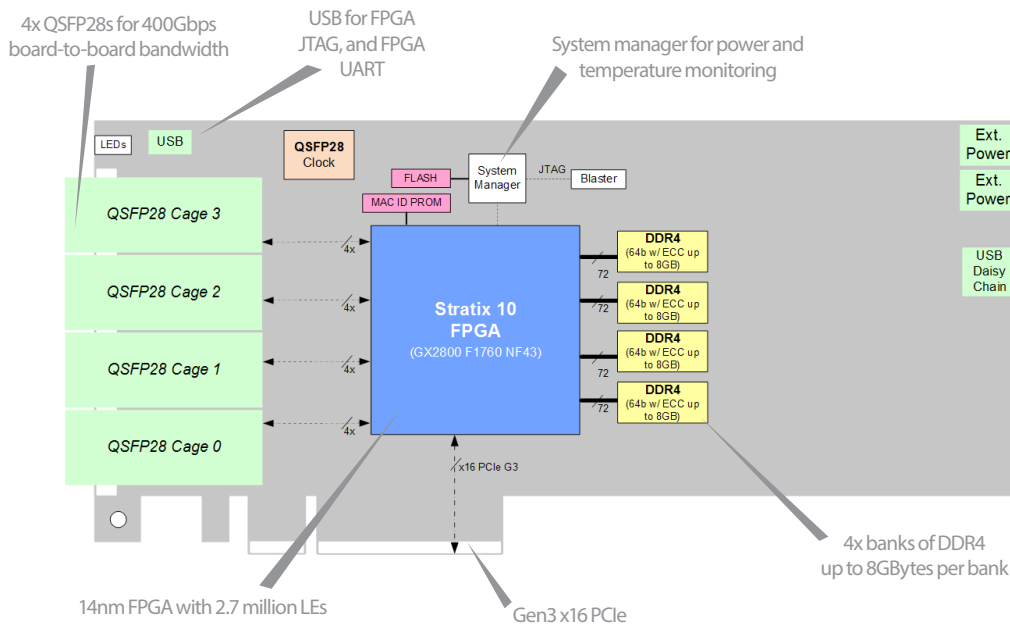 4x QSFP28s for 400Gbps
board-to-board bandwidth
USB for FPGA
JTAG, and FPGA
UART
System manager for power and
temperature monitoring
LEDs
USB
QSFP28
Clock
FLASH
MAC ID PROM
System
Manager
JTAG
Blaster
Ext.
Power
Ext.
Power
USB
Daisy
Chain
QSFP28 Cage 3
QSFP28 Cage 2
QSFP28 Cage 1
QSFP28 Cage 0
4x
4x
4x
4x
Stratix 10
FPGA
(GX2800 F1760 NF43)
72
72
72
72
DDR4
(64b w/ ECC up
to 8GB)
DDR4
(64b w/ ECC up
to 8GB)
DDR4
(64b w/ ECC up
to 8GB)
DDR4
(64b w/ ECC up
to 8GB)
x16 PCIe G3
4x banks of DDR4
up to 8GBytes per bank
14nm FPGA with 2.7 million LEs
Gen3 x16 PCIe